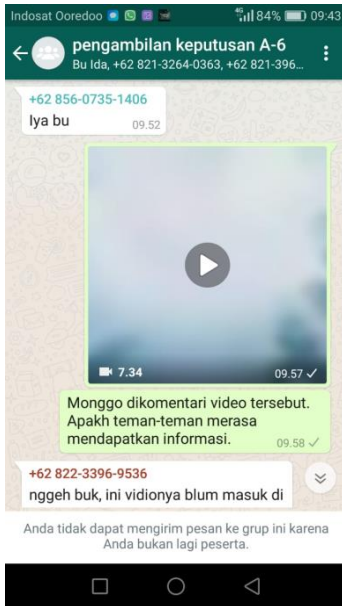 Indosat Ooredoo 4G 84% 09:43
pengambilan keputusan A-6
Bu Ida, +62 821-3264-0363, +62 821-396...
+62 856-0735-1406
Iya bu 09.52
7.34 09.57
Monggo dikomentari video tersebut.
Apakh teman-teman merasa
mendapatkan informasi. 09.58
+62 822-3396-9536
nggeh buk, ini vidionya blum masuk di
Anda tidak dapat mengirim pesan ke grup ini karena
Anda bukan lagi peserta.